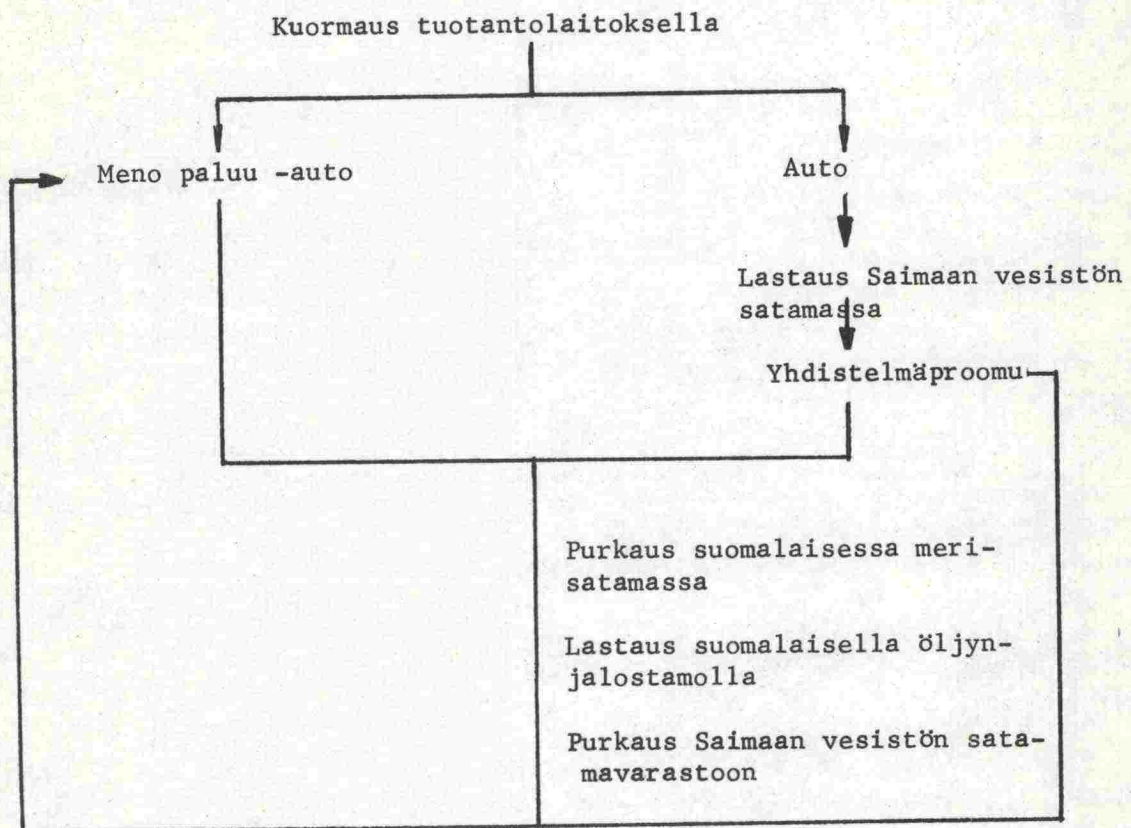 Kuormaus tuotantolaitoksella
Meno paluu -auto
Auto
Lastaus Saimaan vesistön
satamassa
Yhdistelmäproomu
Purkaus suomalaisessa meri-
satamassa
Lastaus suomalaisella öljyn-
jalostamolla
Purkaus Saimaan vesistön sata-
mavarastoon